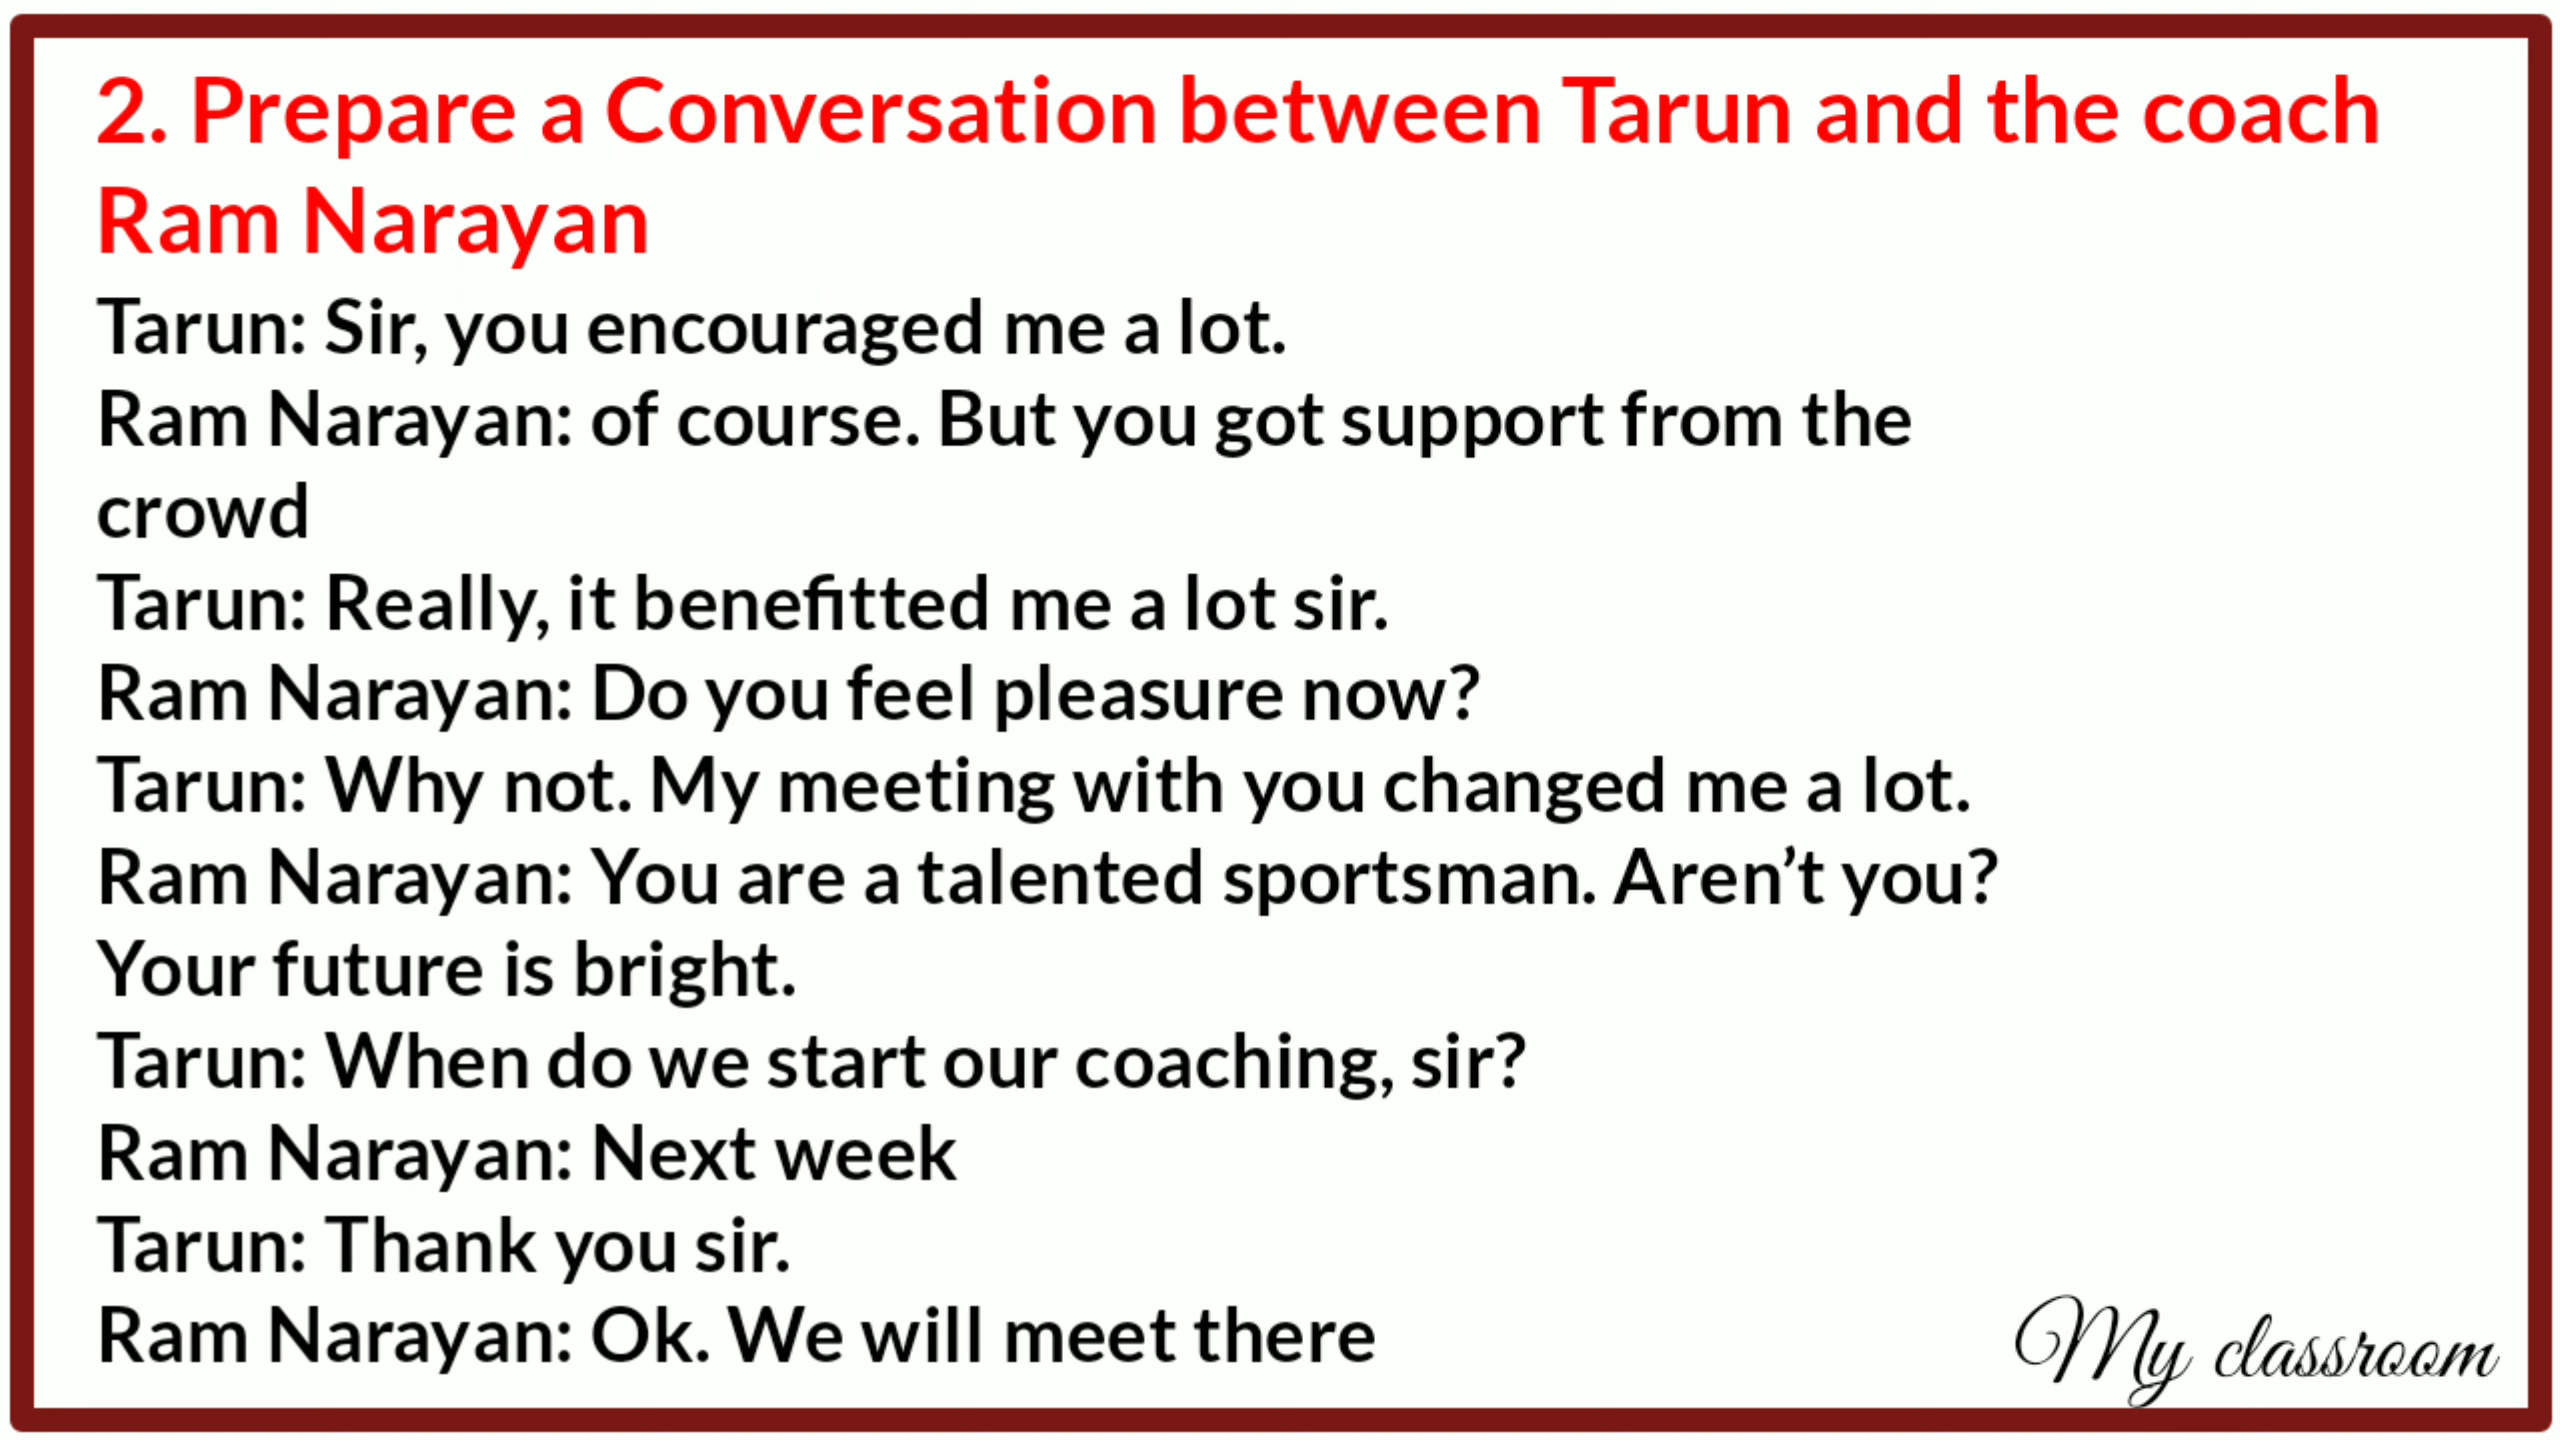 2. Prepare a Conversation between Tarun and the coach
Ram Narayan
Tarun: Sir, you encouraged me a lot.
Ram Narayan: of course. But you got support from the
crowd
Tarun: Really, it benefitted me a lot sir.
Ram Narayan: Do you feel pleasure now?
Tarun: Why not. My meeting with you changed me a lot.
Ram Narayan: You are a talented sportsman. Aren’t you?
Your future is bright.
Tarun: When do we start our coaching, sir?
Ram Narayan: Next week
Tarun: Thank you sir.
Ram Narayan: Ok. We will meet there
My classroom